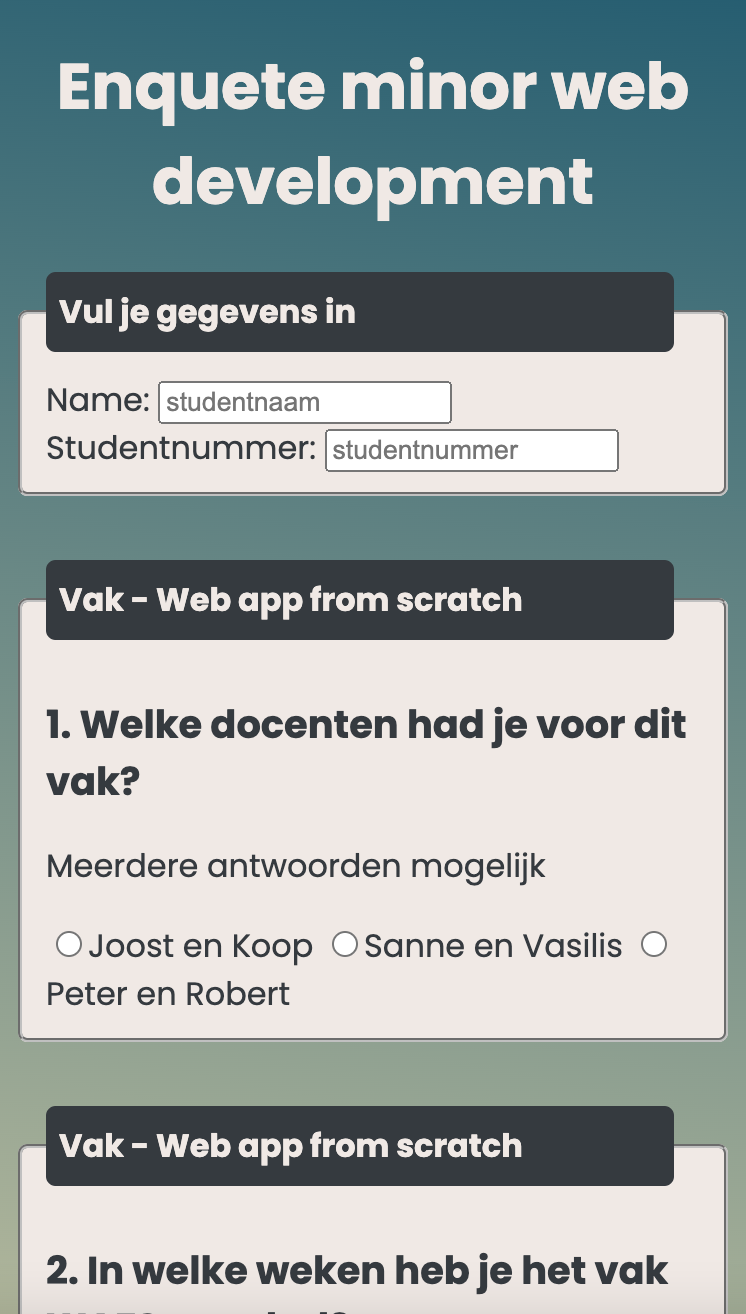 Enquete minor web
development
Vul je gegevens in
Name: studentnaam
Studentnummer: studentnummer
Vak - Web app from scratch
1. Welke docenten had je voor dit
vak?
Meerdere antwoorden mogelijk
Joost en Koop Sanne en Vasilis
Peter en Robert
Vak - Web app from scratch
2. In welke weken heb je het vak